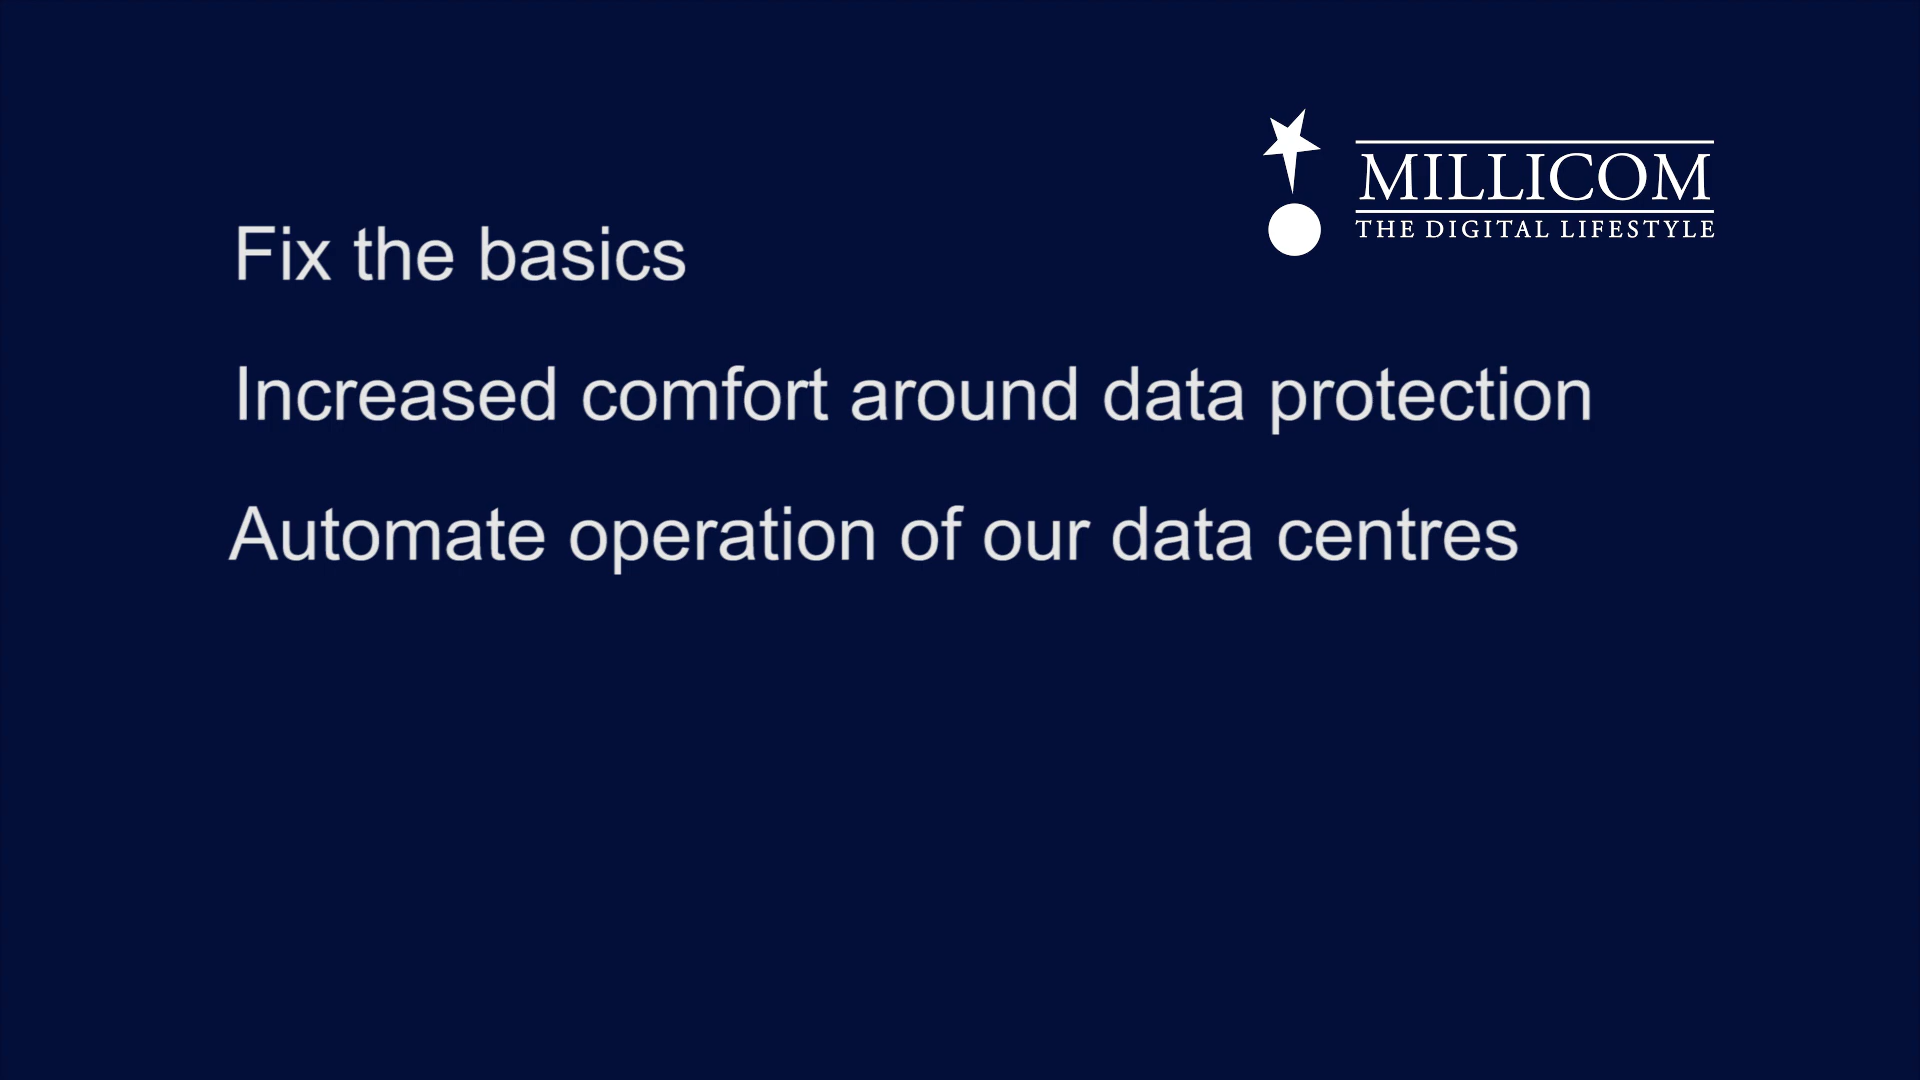 MILLICOM
THE DIGITAL LIFESTYLE
Fix the basics
Increased comfort around data protection
Automate operation of our data centres